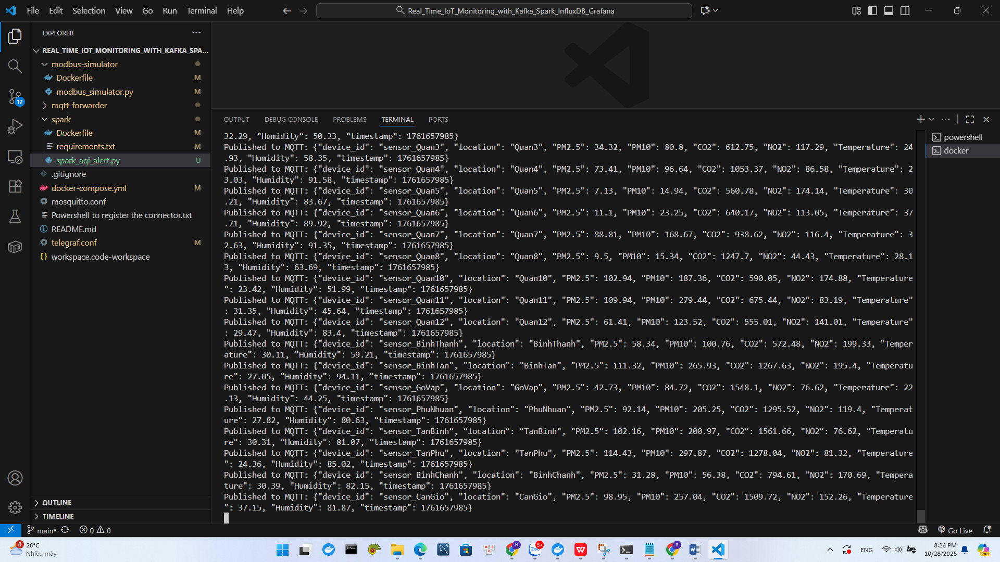 File Edit Selection View Go Run Terminal Help
Real_Time_IoT_Monitoring_with_Kafka_Spark_InfluxDB_Grafana
EXPLORER
REAL_TIME_IOT_MONITORING_WITH_KAFKA_SPA...
modbus-simulator
Dockerfile M
modbus_simulator.py M
mqtt-forwarder
spark
Dockerfile M
requirements.txt M
spark_aqi_alert.py U
.gitignore
docker-compose.yml M
mosquitto.conf
Powershell to register the connector.txt
README.md
telegraf.conf M
workspace.code-workspace
OUTLINE
TIMELINE
12
OUTPUT DEBUG CONSOLE PROBLEMS TERMINAL PORTS
32.29, "Humidity": 50.33, "timestamp": 1761657985}
Published to MQTT: {"device_id": "sensor_Quan3", "location": "Quan3", "PM2.5": 34.32, "PM10": 80.8, "CO2": 612.75, "NO2": 117.29, "Temperature": 24
.93, "Humidity": 58.35, "timestamp": 1761657985}
Published to MQTT: {"device_id": "sensor_Quan4", "location": "Quan4", "PM2.5": 73.41, "PM10": 96.64, "CO2": 1053.37, "NO2": 86.58, "Temperature": 2
3.03, "Humidity": 91.58, "timestamp": 1761657985}
Published to MQTT: {"device_id": "sensor_Quan5", "location": "Quan5", "PM2.5": 7.13, "PM10": 14.94, "CO2": 560.78, "NO2": 174.14, "Temperature": 30
.21, "Humidity": 83.67, "timestamp": 1761657985}
Published to MQTT: {"device_id": "sensor_Quan6", "location": "Quan6", "PM2.5": 11.1, "PM10": 23.25, "CO2": 640.17, "NO2": 113.05, "Temperature": 37
.71, "Humidity": 89.92, "timestamp": 1761657985}
Published to MQTT: {"device_id": "sensor_Quan7", "location": "Quan7", "PM2.5": 88.81, "PM10": 168.67, "CO2": 938.62, "NO2": 116.4, "Temperature": 3
2.63, "Humidity": 91.35, "timestamp": 1761657985}
Published to MQTT: {"device_id": "sensor_Quan8", "location": "Quan8", "PM2.5": 9.5, "PM10": 15.34, "CO2": 1247.7, "NO2": 44.43, "Temperature": 28.1
3, "Humidity": 63.69, "timestamp": 1761657985}
Published to MQTT: {"device_id": "sensor_Quan10", "location": "Quan10", "PM2.5": 102.94, "PM10": 187.36, "CO2": 590.05, "NO2": 174.88, "Temperature
": 23.42, "Humidity": 51.99, "timestamp": 1761657985}
Published to MQTT: {"device_id": "sensor_Quan11", "location": "Quan11", "PM2.5": 109.94, "PM10": 279.44, "CO2": 675.44, "NO2": 83.19, "Temperature"
: 31.35, "Humidity": 45.64, "timestamp": 1761657985}
Published to MQTT: {"device_id": "sensor_Quan12", "location": "Quan12", "PM2.5": 61.41, "PM10": 123.52, "CO2": 555.01, "NO2": 141.01, "Temperature"
: 29.47, "Humidity": 83.4, "timestamp": 1761657985}
Published to MQTT: {"device_id": "sensor_BinhThanh", "location": "BinhThanh", "PM2.5": 58.34, "PM10": 100.76, "CO2": 572.48, "NO2": 199.33, "Temper
ature": 30.11, "Humidity": 59.21, "timestamp": 1761657985}
Published to MQTT: {"device_id": "sensor_BinhTan", "location": "BinhTan", "PM2.5": 111.32, "PM10": 265.93, "CO2": 1267.63, "NO2": 195.4, "Temperatu
re": 27.05, "Humidity": 94.11, "timestamp": 1761657985}
Published to MQTT: {"device_id": "sensor_GoVap", "location": "GoVap", "PM2.5": 42.73, "PM10": 84.72, "CO2": 1548.1, "NO2": 76.62, "Temperature": 22
.13, "Humidity": 44.25, "timestamp": 1761657985}
Published to MQTT: {"device_id": "sensor_PhuNhuan", "location": "PhuNhuan", "PM2.5": 92.14, "PM10": 205.25, "CO2": 1295.52, "NO2": 119.4, "Temperat
ure": 27.82, "Humidity": 80.63, "timestamp": 1761657985}
Published to MQTT: {"device_id": "sensor_TanBinh", "location": "TanBinh", "PM2.5": 102.16, "PM10": 200.97, "CO2": 1561.66, "NO2": 76.62, "Temperatu
re": 30.31, "Humidity": 81.07, "timestamp": 1761657985}
Published to MQTT: {"device_id": "sensor_TanPhu", "location": "TanPhu", "PM2.5": 114.43, "PM10": 297.87, "CO2": 1278.04, "NO2": 81.32, "Temperature
": 24.36, "Humidity": 85.02, "timestamp": 1761657985}
Published to MQTT: {"device_id": "sensor_BinhChanh", "location": "BinhChanh", "PM2.5": 31.28, "PM10": 56.38, "CO2": 794.61, "NO2": 170.69, "Tempera
ture": 30.39, "Humidity": 82.15, "timestamp": 1761657985}
Published to MQTT: {"device_id": "sensor_CanGio", "location": "CanGio", "PM2.5": 98.95, "PM10": 257.04, "CO2": 1509.72, "NO2": 152.26, "Temperature
": 37.15, "Humidity": 81.87, "timestamp": 1761657985}
powershell
docker
main* 0 0
Go Live
8
26°C
Nhiều mây
N
Zalo
5+
P
ENG
8:26 PM
10/28/2025
PRE